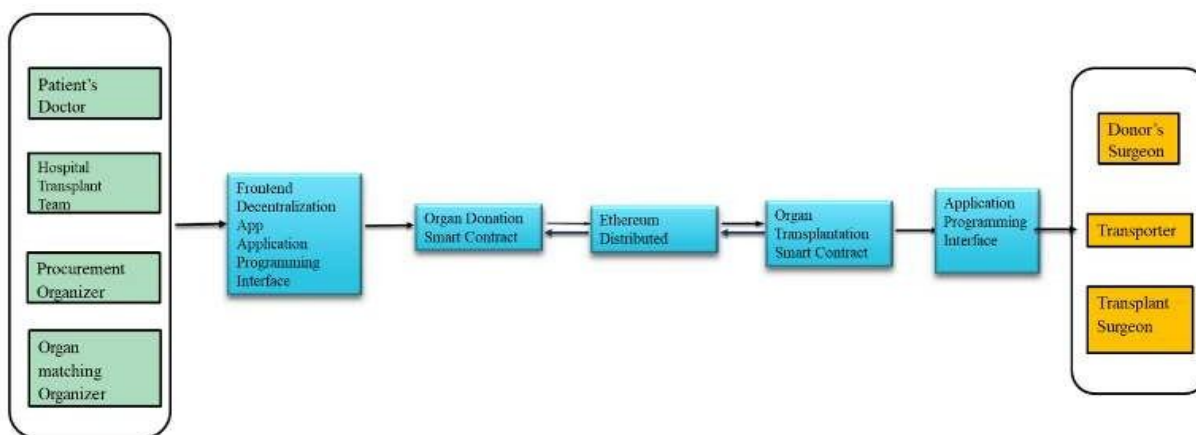 Patient's
Doctor
Hospital
Transplant
Team
Procurement
Organizer
Organ
matching
Organizer
Frontend
Decentralization
App
Application
Programming
Interface
Organ Donation
Smart Contract
Ethereum
Distributed
Organ
Transplantation
Smart Contract
Application
Programming
Interface
Donor's
Surgeon
Transporter
Transplant
Surgeon